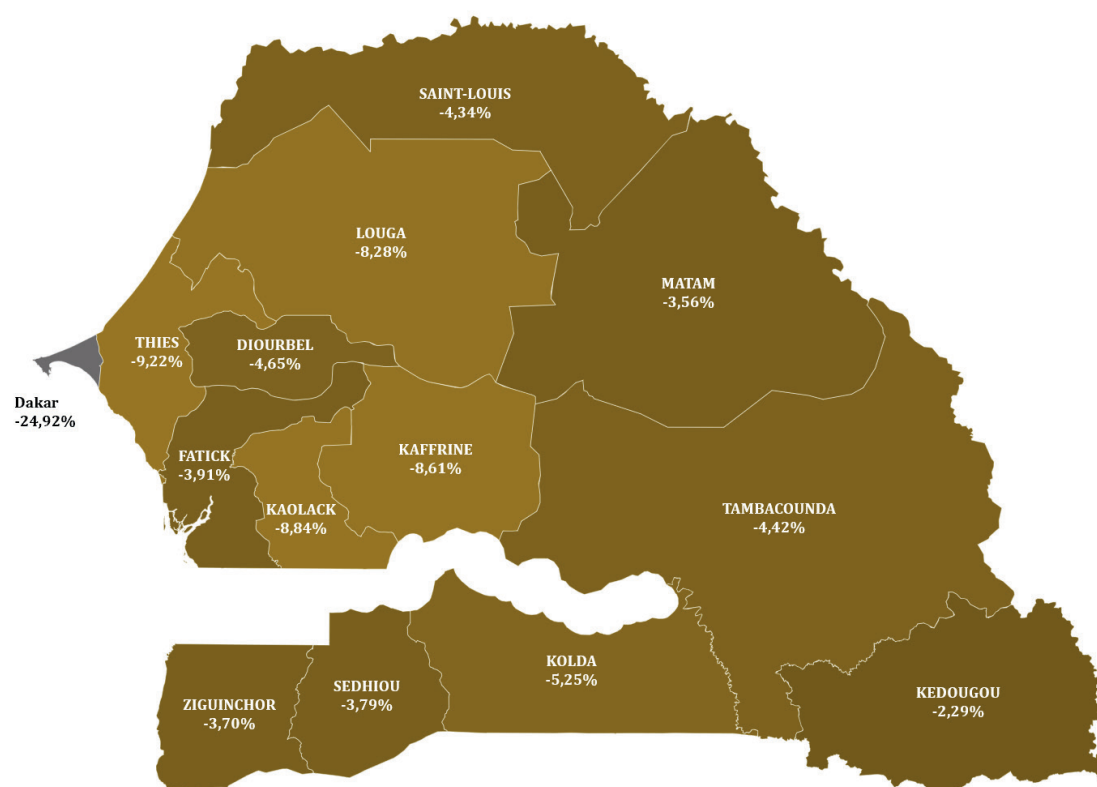 SAINT-LOUIS
-4,34%
LOUGA
-8,28%
MATAM
-3,56%
THIES
-9,22%
DIOURBEL
-4,65%
Dakar
-24,92%
FATICK
-3,91%
KAFFRINE
-8,61%
KAOLACK
-8,84%
TAMBACOUNDA
-4,42%
ZIGUINCHOR
-3,70%
SEDHIOU
-3,79%
KOLDA
-5,25%
KEDOUGOU
-2,29%